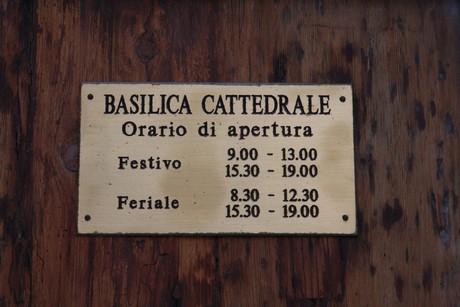 BASILICA CATTEDRALE
Orario di apertura
Festivo 9.00 - 13.00
15.30 - 19.00
Feriale 8.30 - 12.30
15.30 - 19.00